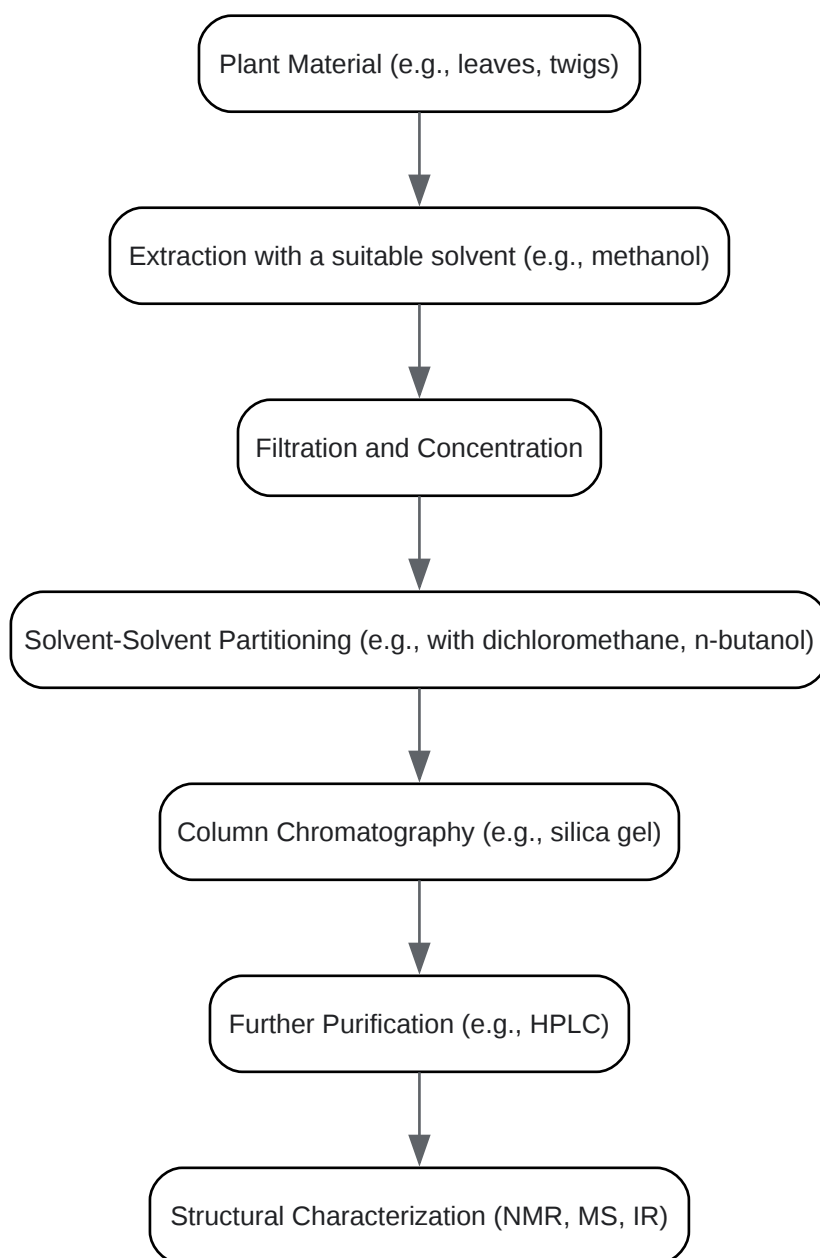 Plant Material (e.g., leaves, twigs)
Extraction with a suitable solvent (e.g., methanol)
Filtration and Concentration
Solvent-Solvent Partitioning (e.g., with dichloromethane, n-butanol)
Column Chromatography (e.g., silica gel)
Further Purification (e.g., HPLC)
Structural Characterization (NMR, MS, IR)